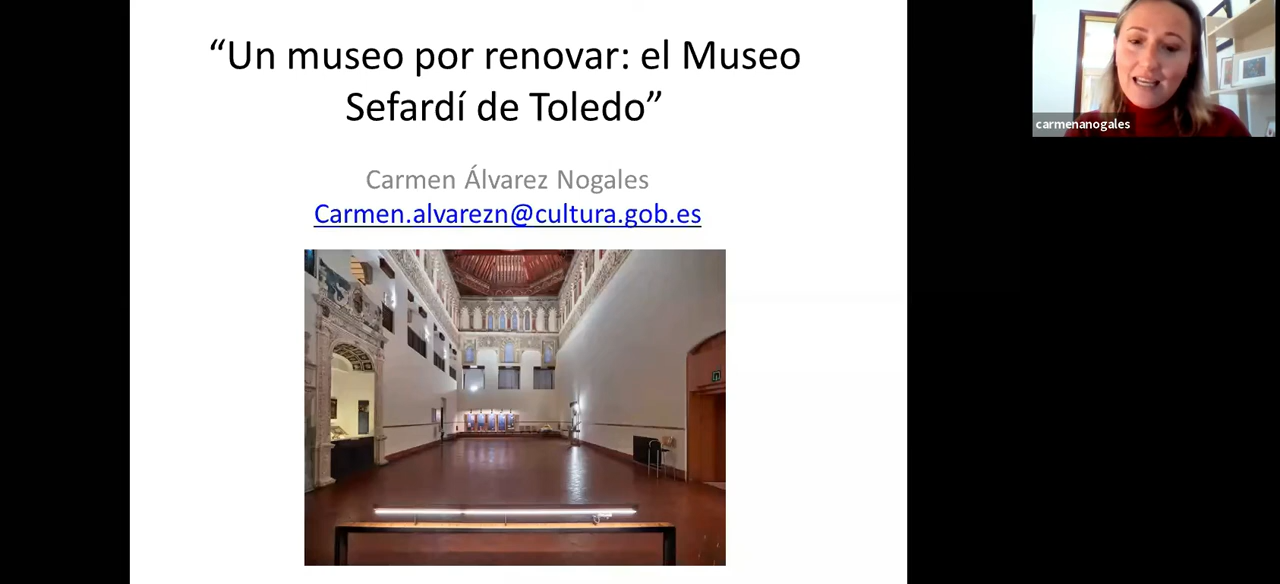 “Un museo por renovar: el Museo
Sefardí de Toledo”
Carmen Álvarez Nogales
Carmen.alvarezn@cultura.gob.es
carmenanogales